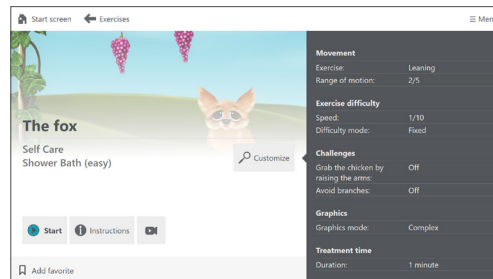 Start screen
Exercises
Men
The fox
Self Care
Shower Bath (easy)
Customize
Start
Instructions
Add favorite
Movement
Exercise: Leaning
Range of motion: 2/5
Exercise difficulty
Speed: 1/10
Difficulty mode: Fixed
Challenges
Grab the chicken by Off
raising the arms:
Avoid branches: Off
Graphics
Graphics mode: Complex
Treatment time
Duration: 1 minute